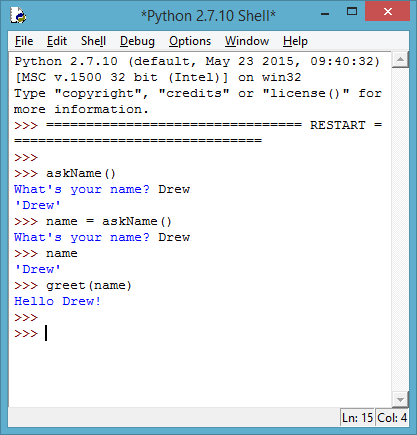 *Python 2.7.10 Shell*
File Edit Shell Debug Options Window Help
Python 2.7.10 (default, May 23 2015, 09:40:32)
[MSC v.1500 32 bit (Intel)] on win32
Type "copyright", "credits" or "license()" for
more information.
>>> ================================ RESTART =
===============================
>>>
>>> askName()
What's your name? Drew
'Drew'
>>> name = askName()
What's your name? Drew
>>> name
'Drew'
>>> greet(name)
Hello Drew!
>>>
>>>
Ln: 15 Col: 4